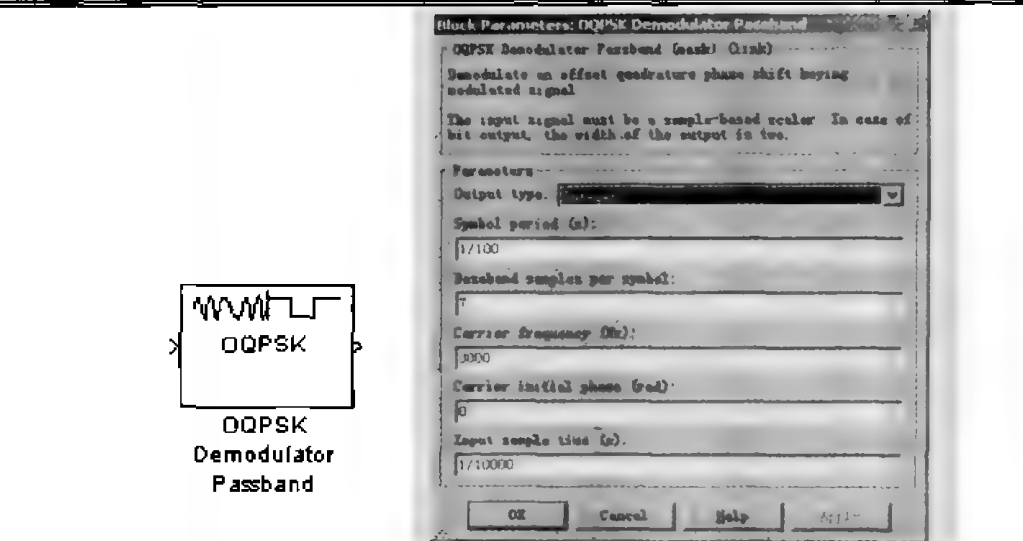 OQPSK
OQPSK
Demodulator
Passband
Block Parameters: OQPSK Demodulator Passband
OQPSK Demodulator Passband (mask) (link)
Demodulate an offset quadrature phase shift keying
modulated signal
The input signal must be a sample-based scalar In case of
bit output, the width of the output is two.
Parameters
Output type.
Symbol period (s):
1/100
Baseband samples per symbol:
Carrier frequency (Hz):
3000
Carrier initial phase (rad):
0
Input sample time (s).
1/10000
OK Cancel Help Apply